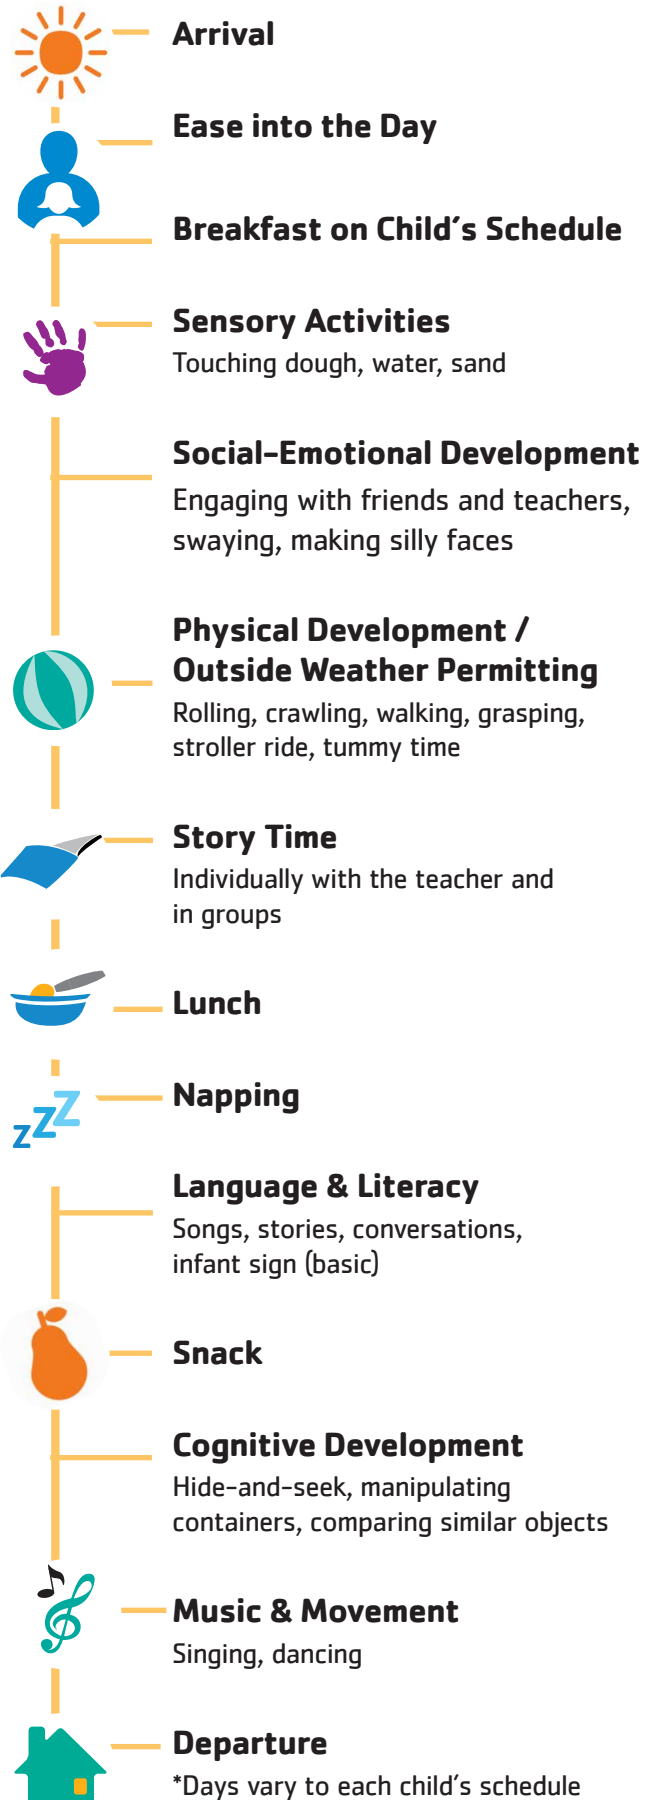 Arrival
Ease into the Day
Breakfast on Child's Schedule
Sensory Activities
Touching dough, water, sand
Social-Emotional Development
Engaging with friends and teachers,
swaying, making silly faces
Physical Development /
Outside Weather Permitting
Rolling, crawling, walking, grasping,
stroller ride, tummy time
Story Time
Individually with the teacher and
in groups
Lunch
zzZ
Napping
Language & Literacy
Songs, stories, conversations,
infant sign (basic)
Snack
Cognitive Development
Hide-and-seek, manipulating
containers, comparing similar objects
Music & Movement
Singing, dancing
Departure
*Days vary to each child's schedule